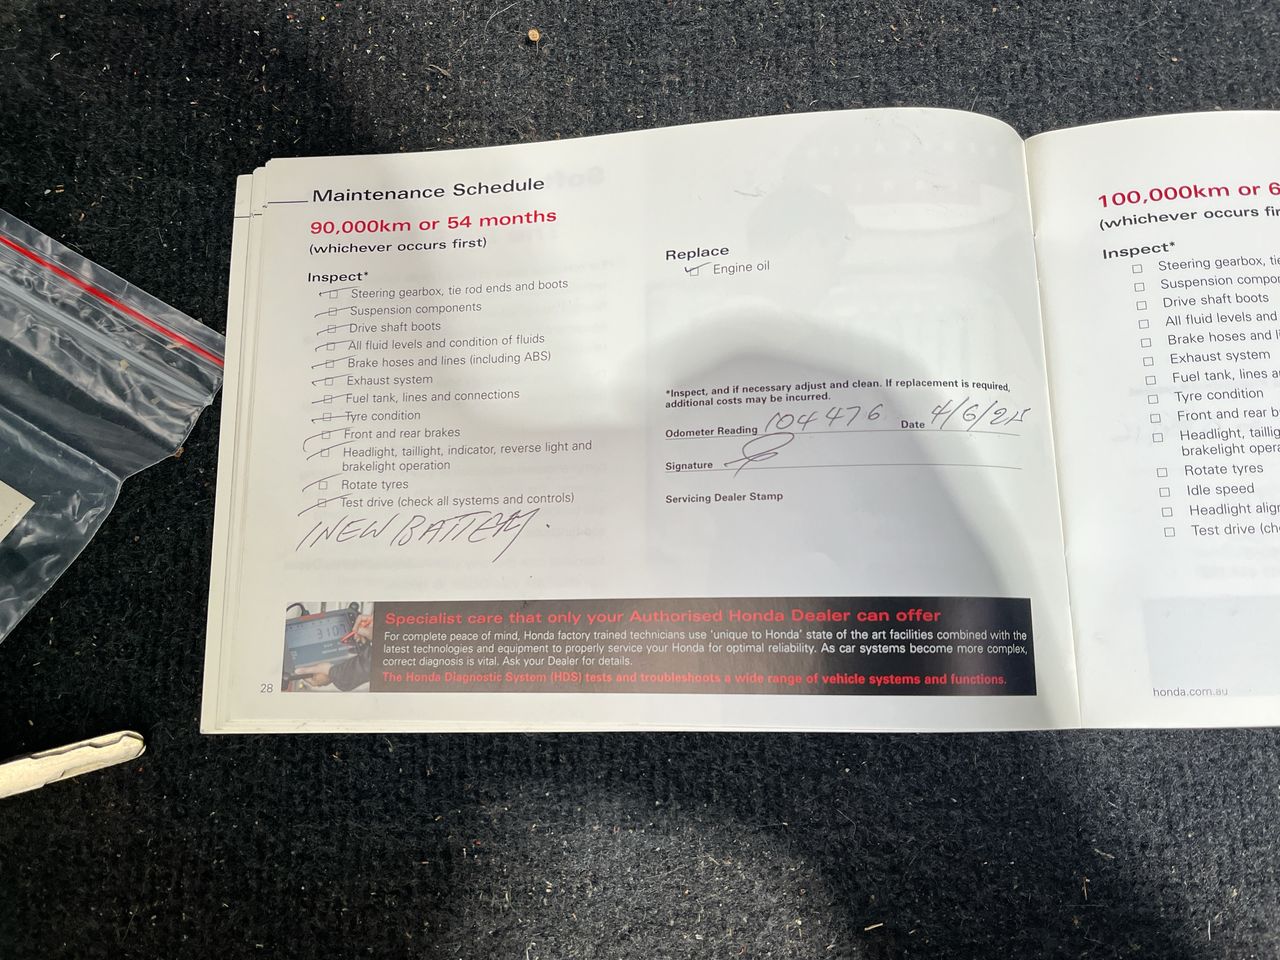 Maintenance Schedule
90,000km or 54 months
(whichever occurs first)
Inspect*
Steering gearbox, tie rod ends and boots
Suspension components
Drive shaft boots
All fluid levels and condition of fluids
Brake hoses and lines (including ABS)
Exhaust system
Fuel tank, lines and connections
Tyre condition
Front and rear brakes
Headlight, taillight, indicator, reverse light and
brakelight operation
Rotate tyres
Test drive (check all systems and controls)
NEW BATTERY.
Replace
Engine oil
*Inspect, and if necessary adjust and clean. If replacement is required,
additional costs may be incurred.
Odometer Reading 104476 Date
Signature
Servicing Dealer Stamp
Specialist care that only your Authorised Honda Dealer can offer
For complete peace of mind, Honda factory trained technicians use 'unique to Honda' state of the art facilities combined with the
latest technologies and equipment to properly service your Honda for optimal reliability. As car systems become more complex,
correct diagnosis is vital. Ask your Dealer for details.
The Honda Diagnostic System (HDS) tests and troubleshoots a wide range of vehicle systems and functions.
28
100,000km or 6
(whichever occurs fir
Inspect*
Steering gearbox, tie
Suspension compo
Drive shaft boots
All fluid levels and
Brake hoses and l
Exhaust system
Fuel tank, lines a
Tyre condition
Front and rear b
Headlight, taillig
brakelight opera
Rotate tyres
Idle speed
Headlight align
Test drive (ch
honda.com.au